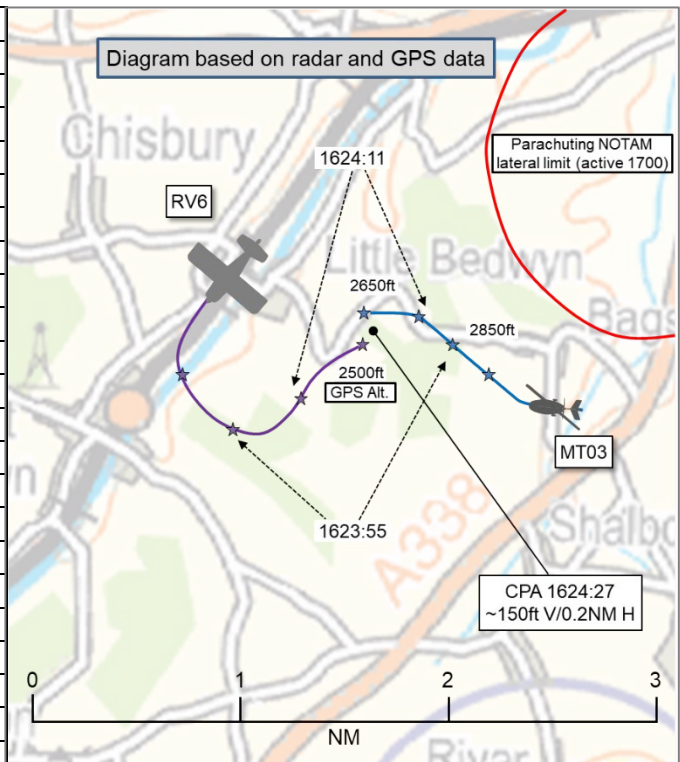 Diagram based on radar and GPS data
Chisbury
Parachuting NOTAM
lateral limit (active 1700)
1624:11
RV6
Little Bedwyn
2650ft
Bags
2850ft
2500ft
GPS Alt.
MT03
wn
A338
1623:55
Shalbo
CPA 1624:27
~150ft V/0.2NM H
0 1 2 3
NM
Rivar